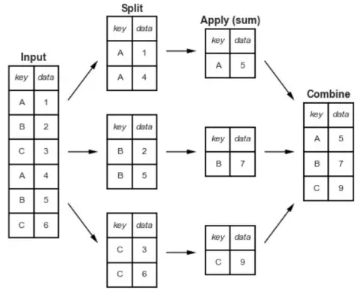 Input
key data
A 1
B 2
C 3
A 4
B 5
C 6
Split
key data
A 1
A 4
key data
B 2
B 5
key data
C 3
C 6
Apply (sum)
key data
A 5
key data
B 7
key data
C 9
Combine
key data
A 5
B 7
C 9